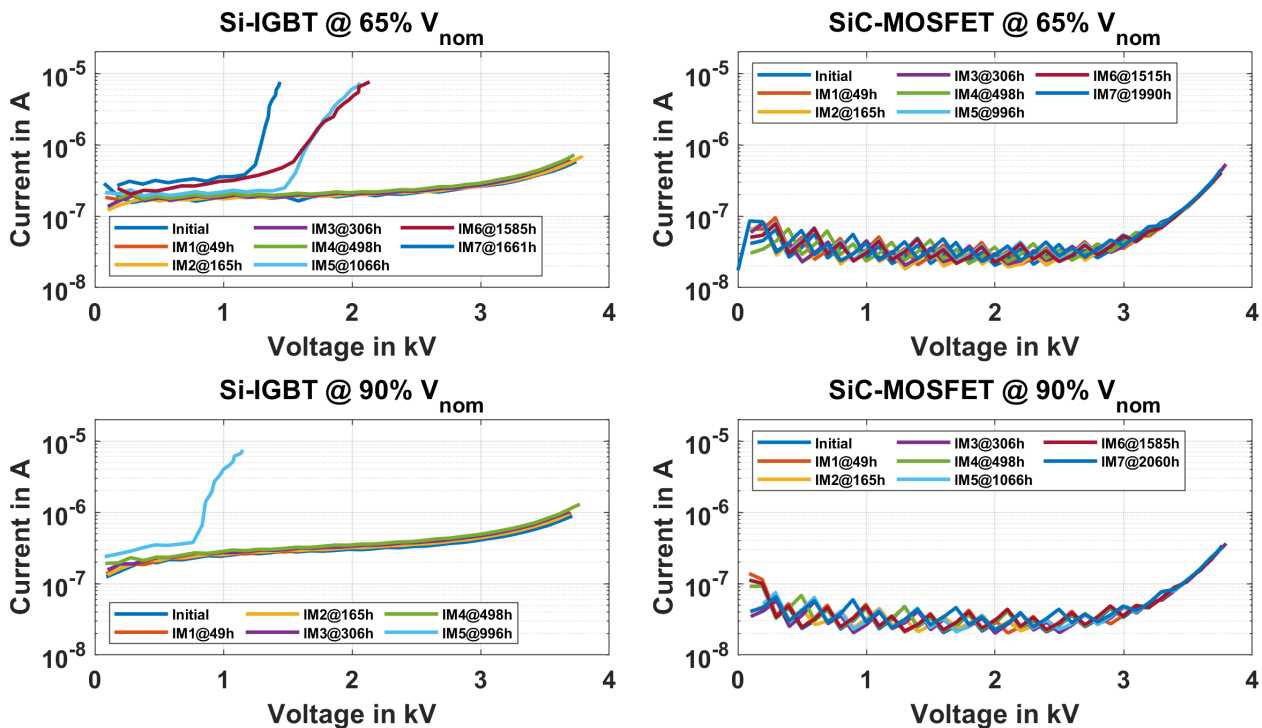 Si-IGBT @ 65% V_nom
Current in A
10^-5
10^-6
10^-7
10^-8
Initial IM3@306h IM6@1585h
IM1@49h IM4@498h IM7@1661h
IM2@165h IM5@1066h
0 1 2 3 4
Voltage in kV
SiC-MOSFET @ 65% V_nom
Current in A
10^-5
10^-6
10^-7
10^-8
Initial IM3@306h IM6@1515h
IM1@49h IM4@498h IM7@1990h
IM2@165h IM5@996h
0 1 2 3 4
Voltage in kV
Si-IGBT @ 90% V_nom
Current in A
10^-5
10^-6
10^-7
10^-8
Initial IM2@165h IM4@498h
IM1@49h IM3@306h IM5@996h
0 1 2 3 4
Voltage in kV
SiC-MOSFET @ 90% V_nom
Current in A
10^-5
10^-6
10^-7
10^-8
Initial IM3@306h IM6@1585h
IM1@49h IM4@498h IM7@2060h
IM2@165h IM5@1066h
0 1 2 3 4
Voltage in kV